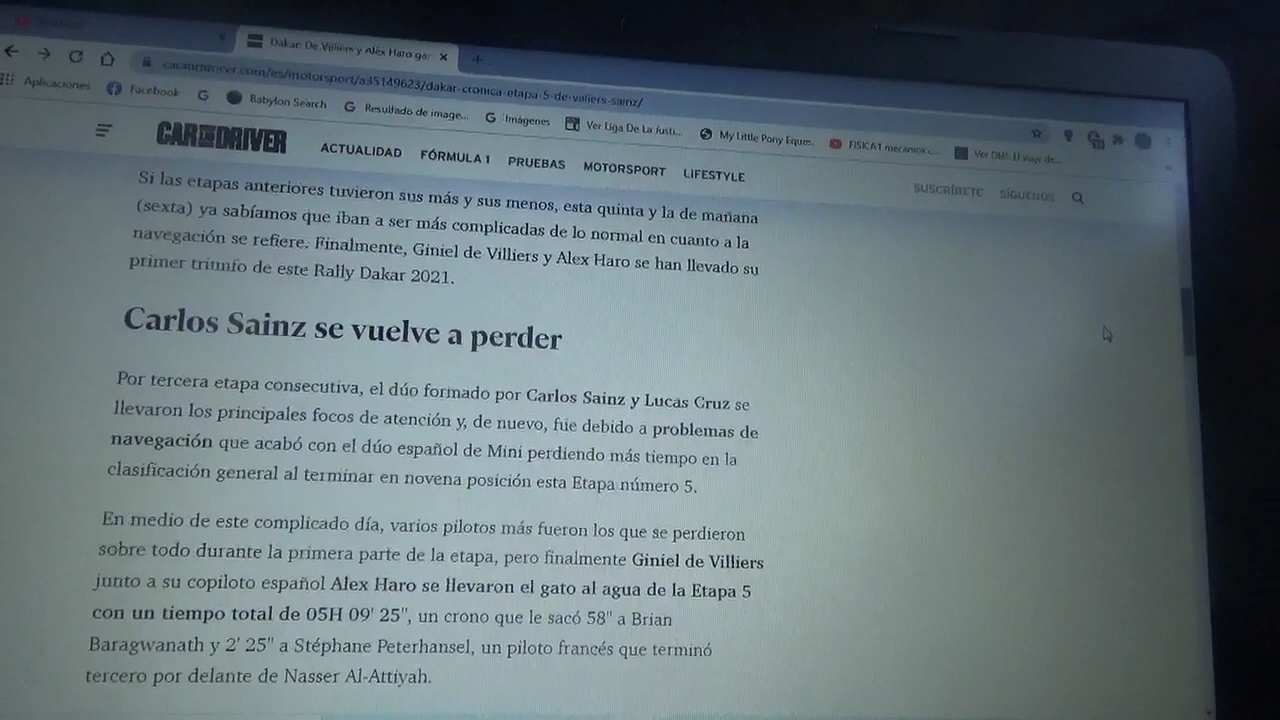 Dakar: De Villiers y Alex Haro gar
caranddriver.com/es/motorsport/a35149623/dakar-cronica-etapa-5-de-villiers-sainz/
Aplicaciones Facebook Babylon Search Resultado de image... Imágenes Ver Liga De La Justi... My Little Pony Eque... FISICA1 mecanica c...
CAR AND DRIVER ACTUALIDAD FÓRMULA 1 PRUEBAS MOTORSPORT LIFESTYLE SUSCRÍBETE SÍGUENOS
Si las etapas anteriores tuvieron sus más y sus menos, esta quinta y la de mañana
(sexta) ya sabíamos que iban a ser más complicadas de lo normal en cuanto a la
navegación se refiere. Finalmente, Giniel de Villiers y Alex Haro se han llevado su
primer triunfo de este Rally Dakar 2021.
Carlos Sainz se vuelve a perder
Por tercera etapa consecutiva, el dúo formado por Carlos Sainz y Lucas Cruz se
llevaron los principales focos de atención y, de nuevo, fue debido a problemas de
navegación que acabó con el dúo español de Mini perdiendo más tiempo en la
clasificación general al terminar en novena posición esta Etapa número 5.
En medio de este complicado día, varios pilotos más fueron los que se perdieron
sobre todo durante la primera parte de la etapa, pero finalmente Giniel de Villiers
junto a su copiloto español Alex Haro se llevaron el gato al agua de la Etapa 5
con un tiempo total de 05H 09' 25", un crono que le sacó 58" a Brian
Baragwanath y 2' 25" a Stéphane Peterhansel, un piloto francés que terminó
tercero por delante de Nasser Al-Attiyah.